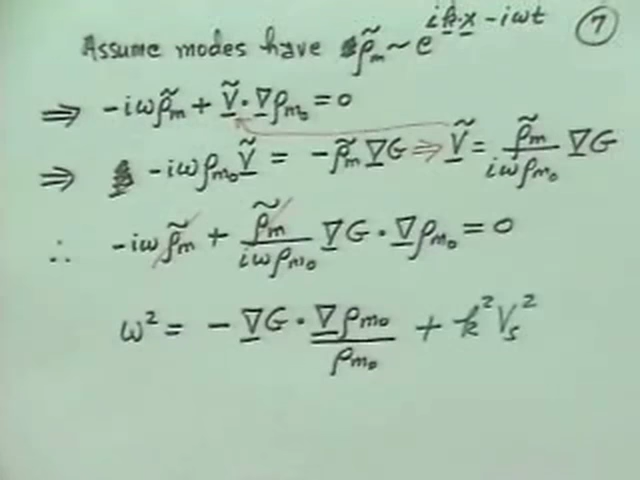 Assume modes have ρ̃ₘ ~ e^{ik·x - iωt} ⑦
⇒ -iωρ̃ₘ + Ṽ·∇ρₘ₀ = 0
⇒ -iωρₘ₀Ṽ = -ρ̃ₘ∇G ⇒ Ṽ = ρ̃ₘ/(iωρₘ₀) ∇G
∴ -iωρ̃ₘ + ρ̃ₘ/(iωρₘ₀) ∇G·∇ρₘ₀ = 0
ω² = -∇G·∇ρₘ₀/ρₘ₀ + k²Vₛ²